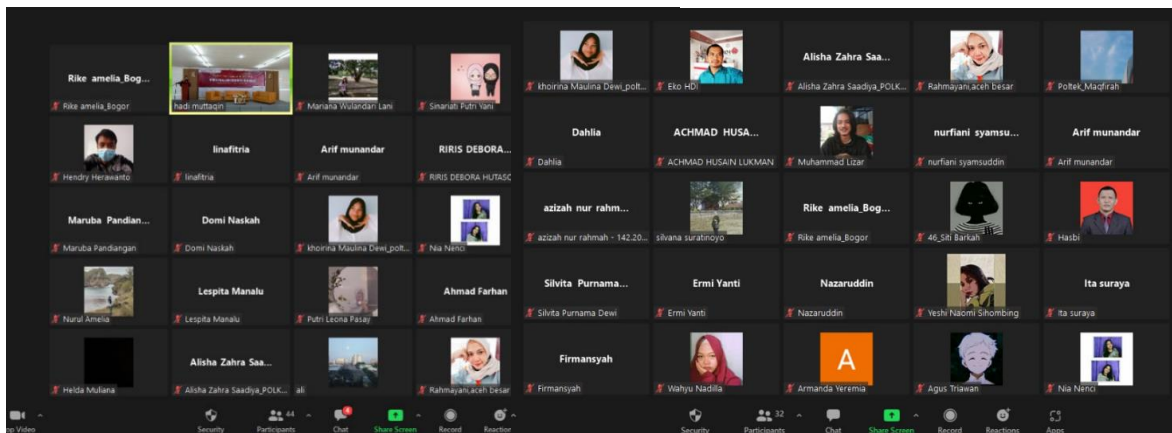 Rike amelia_Bog...
Rike amelia_Bogor
hadi muttaqin
Mariana Wulandari Lani
Sinariati Putri Yani
Hendry Herawanto
linafitria
linafitria
Arif munandar
Arif munandar
RIRIS DEBORA...
RIRIS DEBORA HUTASO
Maruba Pandian...
Maruba Pandiangan
Domi Naskah
Domi Naskah
khoirina Maulina Dewi_polt...
Nia Nenci
Nurul Amelia
Lespita Manalu
Lespita Manalu
Putri Leona Pasay
Ahmad Farhan
Ahmad Farhan
Helda Muliana
Alisha Zahra Saa...
Alisha Zahra Saadiya_POLK...
ali
Rahmayani,aceh besar
Video
Security
44
Participants
Chat
Share Screen
Record
Reaction
khoirina Maulina Dewi_polt...
Eko HDI
Alisha Zahra Saa...
Alisha Zahra Saadiya_POLK...
Rahmayani,aceh besar
Poltek_Maqfirah
Dahlia
Dahlia
ACHMAD HUSA...
ACHMAD HUSAIN LUKMAN
Muhammad Lizar
nurfiani syamsu...
nurfiani syamsuddin
Arif munandar
Arif munandar
azizah nur rahm...
azizah nur rahmah - 142.20...
silvana suratinoyo
Rike amelia_Bog...
Rike amelia_Bogor
46_Siti Barkah
Hasbi
Silvita Purnama...
Silvita Purnama Dewi
Ermi Yanti
Ermi Yanti
Nazaruddin
Nazaruddin
Yeshi Naomi Sihombing
Ita suraya
Ita suraya
Firmansyah
Firmansyah
Wahyu Nadilla
A
Armanda Yeremia
Agus Triawan
Nia Nenci
Security
32
Participants
Chat
Share Screen
Record
Reactions
Apps